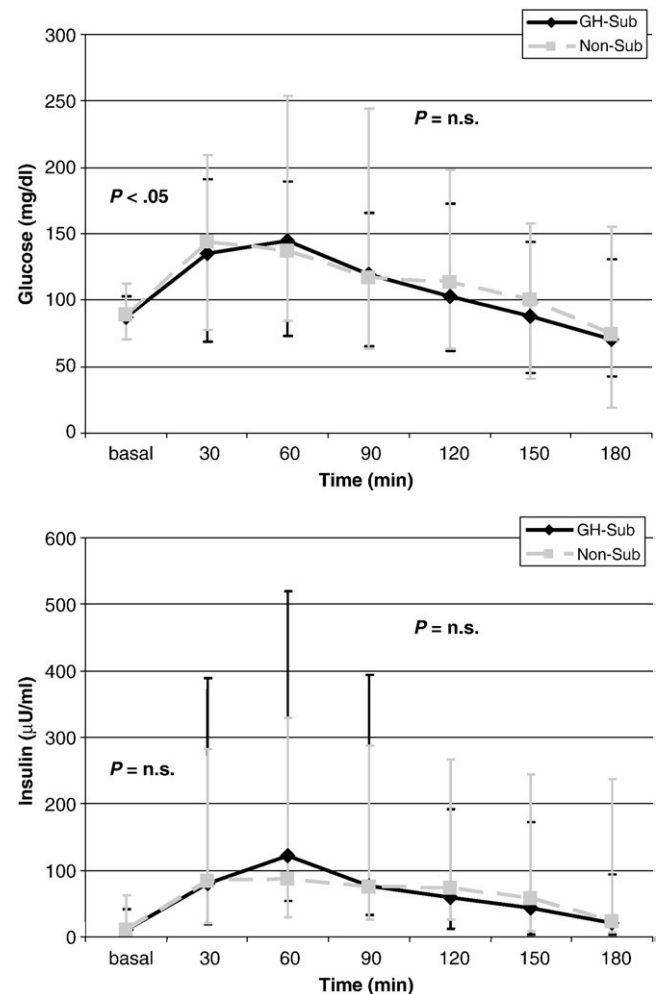 GH-Sub
Non-Sub
300
250
200
150
100
50
0
Glucose (mg/dl)
P < .05
P = n.s.
basal 30 60 90 120 150 180
Time (min)
GH-Sub
Non-Sub
600
500
400
300
200
100
0
Insulin (μU/ml)
P = n.s.
P = n.s.
basal 30 60 90 120 150 180
Time (min)